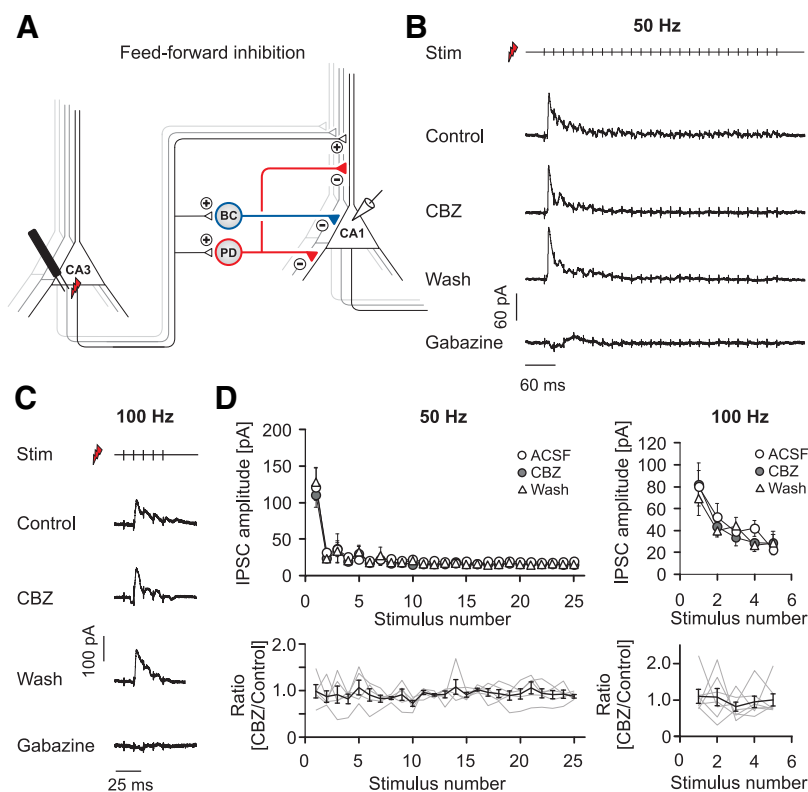 A
Feed-forward inhibition
+
−
+
BC
−
CA1
+
PD
−
CA3
B
50 Hz
Stim
Control
CBZ
Wash
60 pA
Gabazine
60 ms
C
100 Hz
Stim
Control
CBZ
100 pA
Wash
Gabazine
25 ms
D
50 Hz
IPSC amplitude [pA]
200
150
100
50
0
ACSF
CBZ
Wash
0 5 10 15 20 25
Stimulus number
100 Hz
IPSC amplitude [pA]
120
100
80
60
40
20
0
ACSF
CBZ
Wash
0 2 4 6
Stimulus number
Ratio
[CBZ/Control]
2.0
1.0
0
0 5 10 15 20 25
Stimulus number
Ratio
[CBZ/Control]
2.0
1.0
0
0 2 4 6
Stimulus number